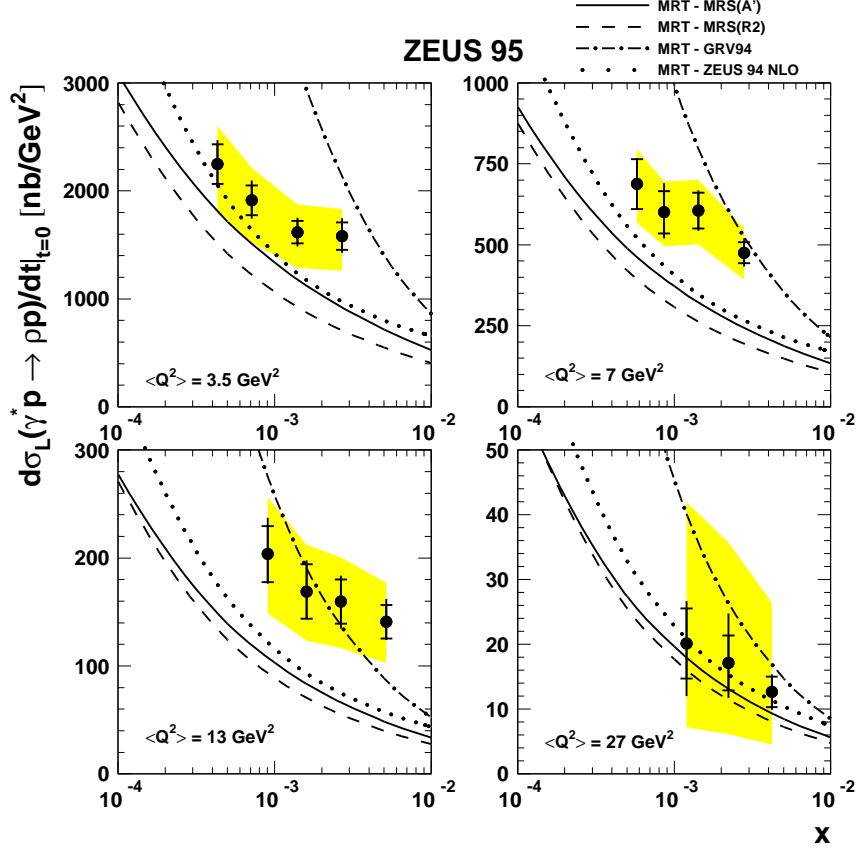 MRT - MRS(A')
MRT - MRS(R2)
MRT - GRV94
MRT - ZEUS 94 NLO
ZEUS 95
dσ_L(γ* p → ρp)/dt|_{t=0} [nb/GeV²]
3000
2000
1000
0
10⁻⁴ 10⁻³ 10⁻²
⟨Q²⟩ = 3.5 GeV²
1000
750
500
250
0
10⁻⁴ 10⁻³ 10⁻²
⟨Q²⟩ = 7 GeV²
300
200
100
0
10⁻⁴ 10⁻³ 10⁻²
⟨Q²⟩ = 13 GeV²
50
40
30
20
10
0
10⁻⁴ 10⁻³ 10⁻²
⟨Q²⟩ = 27 GeV²
x